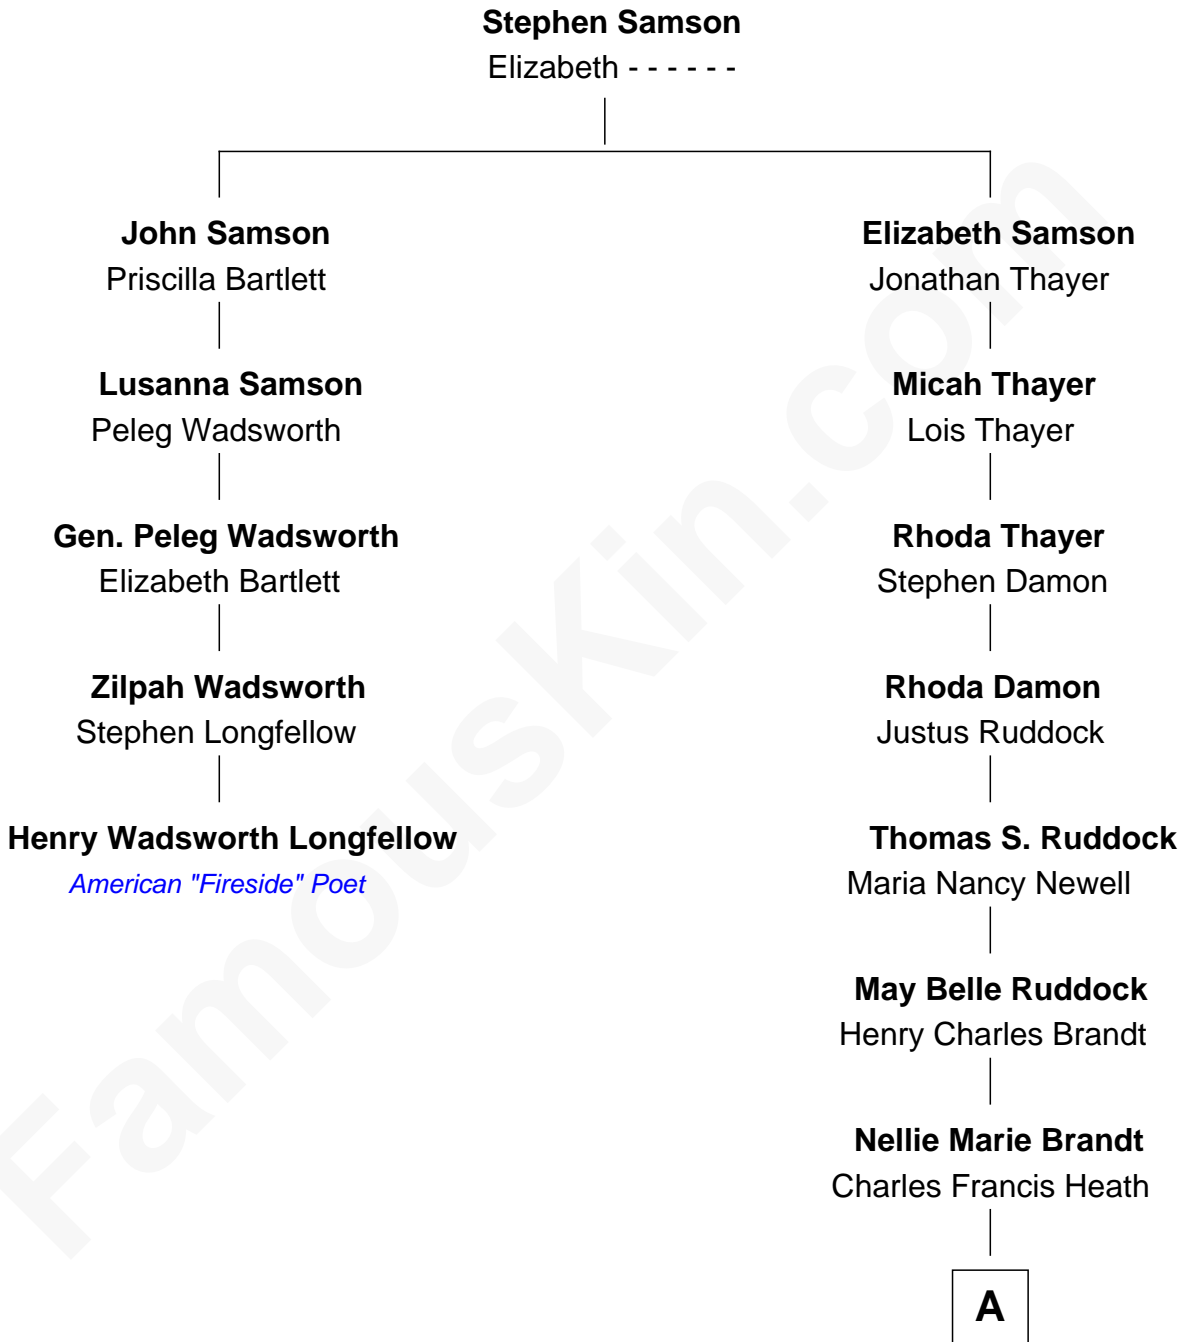 Stephen Samson
Elizabeth - - - - - -
John Samson
Priscilla Bartlett
Lusanna Samson
Peleg Wadsworth
Gen. Peleg Wadsworth
Elizabeth Bartlett
Zilpah Wadsworth
Stephen Longfellow
Henry Wadsworth Longfellow
American "Fireside" Poet
Elizabeth Samson
Jonathan Thayer
Micah Thayer
Lois Thayer
Rhoda Thayer
Stephen Damon
Rhoda Damon
Justus Ruddock
Thomas S. Ruddock
Maria Nancy Newell
May Belle Ruddock
Henry Charles Brandt
Nellie Marie Brandt
Charles Francis Heath
A
FamousKin.com